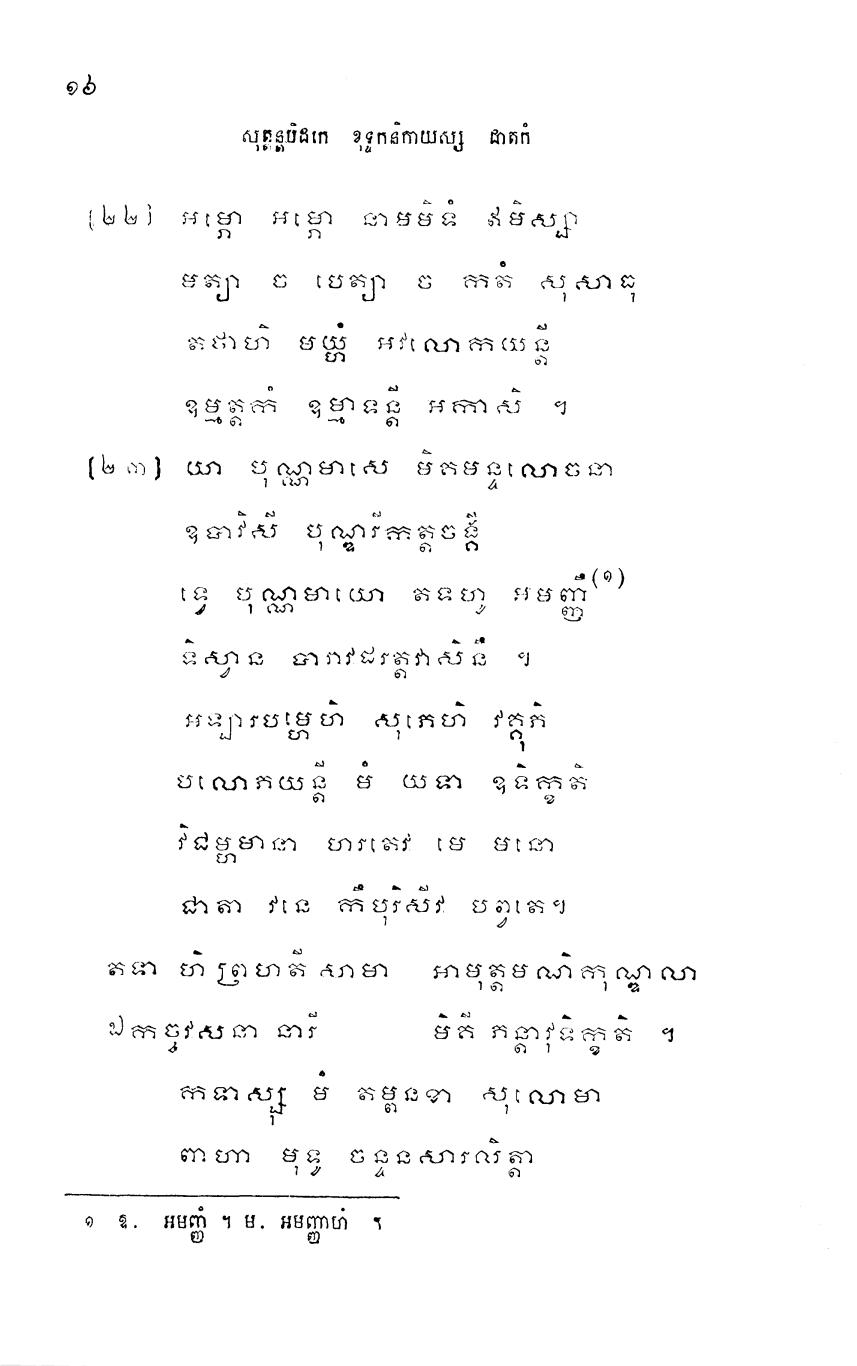 ១៦
សុត្តន្តបិដកេ ខុទ្ទកនិកាយស្ស ជាតកំ
[២២] អម្ភោ អម្ភោ នាមមិទំ ឥមិស្សា
មត្យា ច បេត្យា ច កតំ សុសាធុ
តថាហិ មយ្ហំ អវលោកយន្តី
ឧម្មត្តកំ ឧម្មាទន្តី អកាសិ ។
[២៣] យា បុណ្ណមាសេ មិគមន្ទលោចនា
ឧបាវិសិ បុណ្ឌរីកត្តចង្គី
ទ្វេ បុណ្ណមាយោ តទហូ អមញ្ញឹ(១)
ទិស្វាន បារាវដរត្តវាសិនឹ ។
អឡារបម្ហេហិ សុភេហិ វគ្គុភិ
បលោភយន្តី មំ យទា ឧទិក្ខតិ
វិជម្ហមានា ហរតេវ មេ មនោ
ជាតា វនេ កឹបុរិសីវ បព្វតេ។
តទា ហិ ព្រហតី សាមា អាមុត្តមណិកុណ្ឌលា
ឯកច្ចវសនា នារី មិគី ភន្តាវុទិក្ខតិ ។
កទាស្សុ មំ តម្ពនខា សុលោមា
ពាហា មុទូ ចន្ទនសារលិត្តា
១ ឱ. អមញ្ញំ ។ ម. អមញ្ញាហំ ។